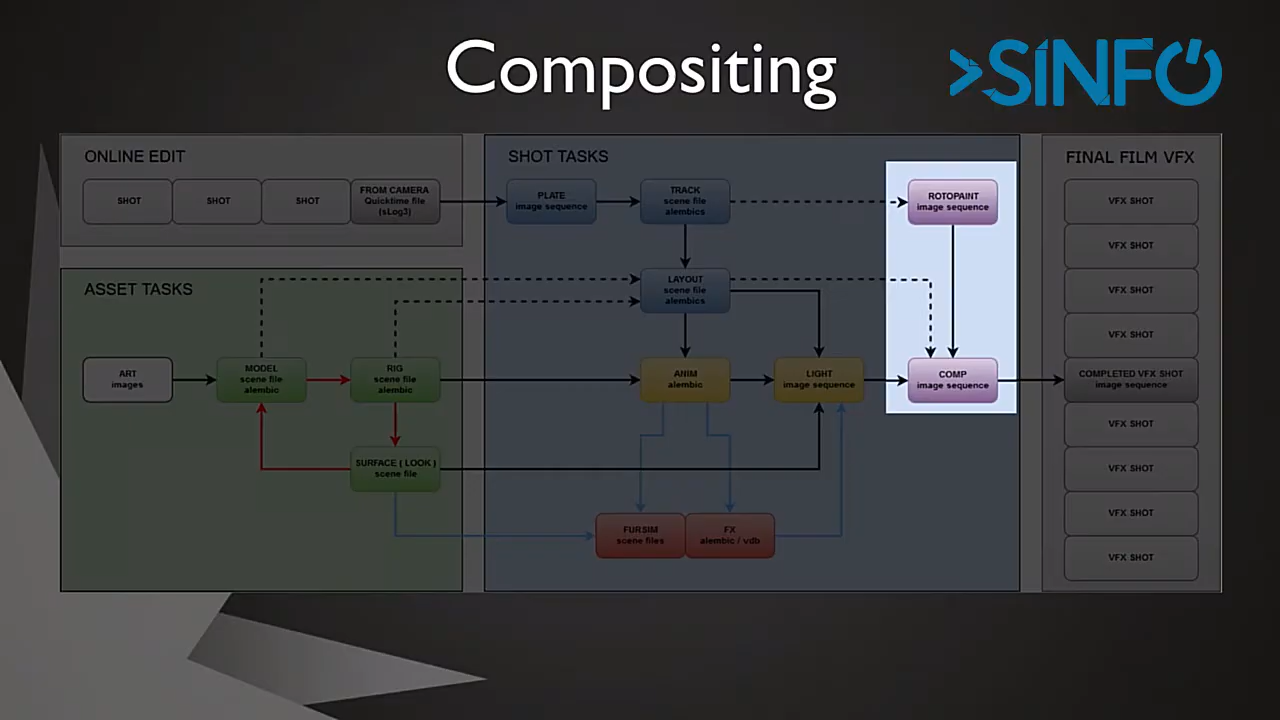 Compositing
>SINFO
ONLINE EDIT
SHOT
SHOT
SHOT
FROM CAMERA
Quicktime file
(sLog3)
SHOT TASKS
PLATE
image sequence
TRACK
scene file
alembics
ROTOPAINT
image sequence
LAYOUT
scene file
alembics
ANIM
alembic
LIGHT
image sequence
COMP
image sequence
FURSIM
scene files
FX
alembic / vdb
ASSET TASKS
ART
images
MODEL
scene file
alembic
RIG
scene file
alembic
SURFACE ( LOOK )
scene file
FINAL FILM VFX
VFX SHOT
VFX SHOT
VFX SHOT
VFX SHOT
COMPLETED VFX SHOT
image sequence
VFX SHOT
VFX SHOT
VFX SHOT
VFX SHOT